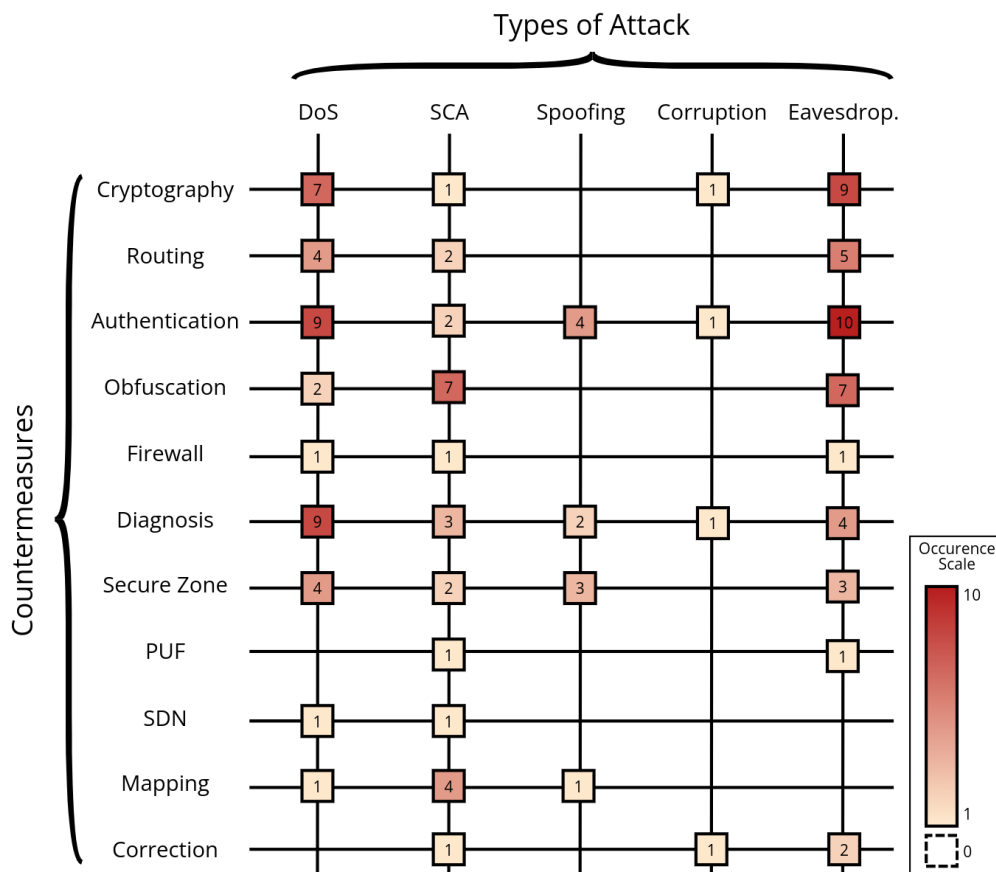 Types of Attack
DoS SCA Spoofing Corruption Eavesdrop.
Countermeasures
Cryptography 7 1 1 9
Routing 4 2 5
Authentication 9 2 4 1 10
Obfuscation 2 7 7
Firewall 1 1 1
Diagnosis 9 3 2 1 4
Secure Zone 4 2 3 3
PUF 1 1
SDN 1 1
Mapping 1 4 1
Correction 1 1 2
Occurence
Scale
10
1
0